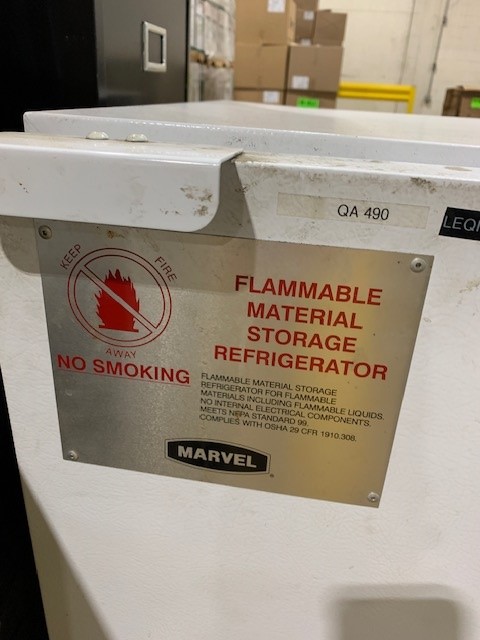 QA 490
LEQ
KEEP FIRE
AWAY
NO SMOKING
FLAMMABLE
MATERIAL
STORAGE
REFRIGERATOR
FLAMMABLE MATERIAL STORAGE
REFRIGERATOR FOR FLAMMABLE
MATERIALS INCLUDING FLAMMABLE LIQUIDS.
NO INTERNAL ELECTRICAL COMPONENTS.
MEETS NFPA STANDARD 99.
COMPLIES WITH OSHA 29 CFR 1910.308.
MARVEL